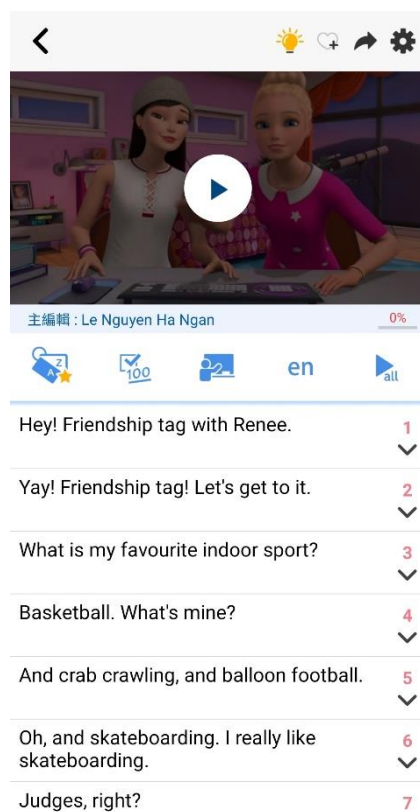 主編輯 : Le Nguyen Ha Ngan
0%
A Z
100
en
all
Hey! Friendship tag with Renee.
1
Yay! Friendship tag! Let's get to it.
2
What is my favourite indoor sport?
3
Basketball. What's mine?
4
And crab crawling, and balloon football.
5
Oh, and skateboarding. I really like
skateboarding.
6
Judges, right?
7